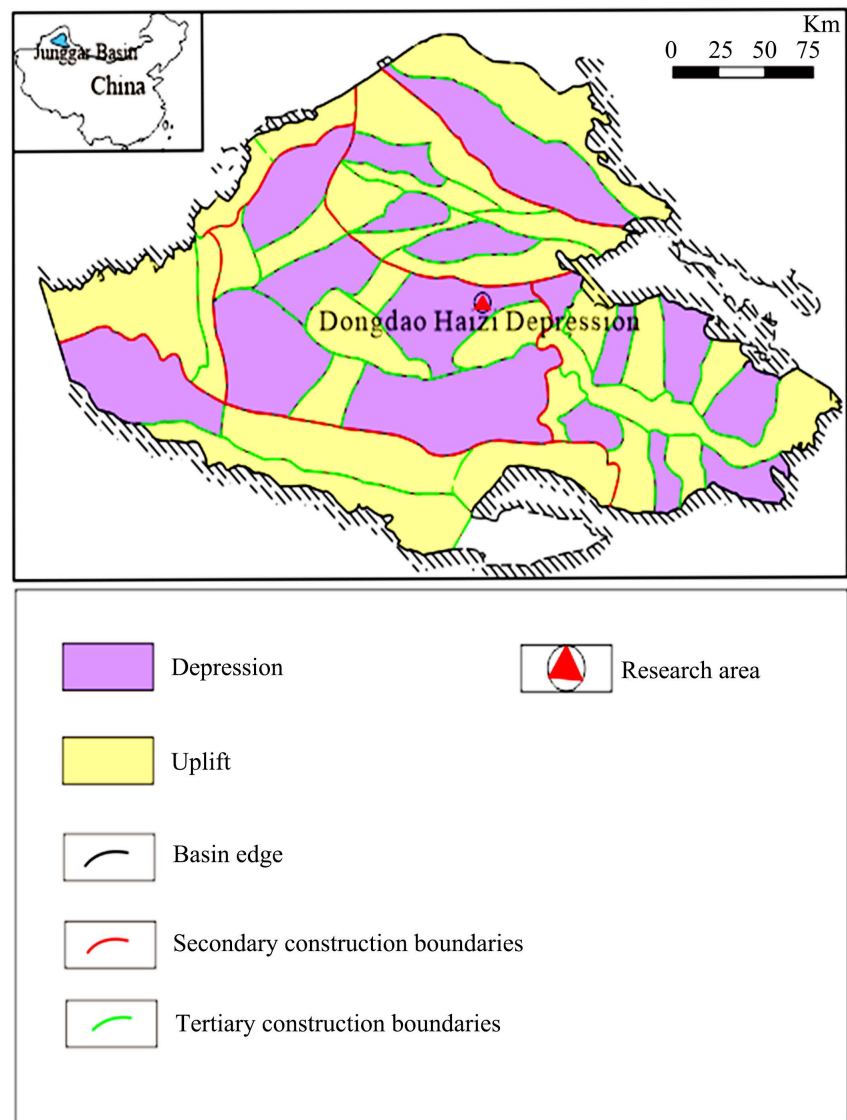 Km
0 25 50 75
Junggar Basin
China
Dongdao Haizi Depression
Depression
Research area
Uplift
Basin edge
Secondary construction boundaries
Tertiary construction boundaries